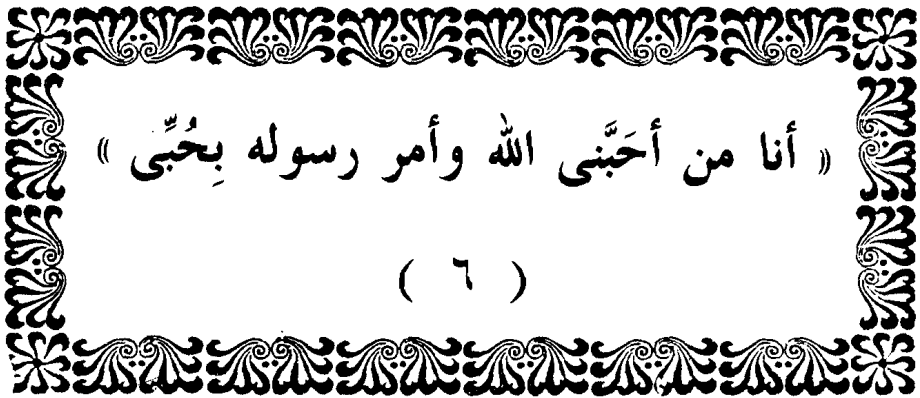 « أنا من أحَبَّنى الله وأمر رسوله بِحُبِّى »
( ٦ )